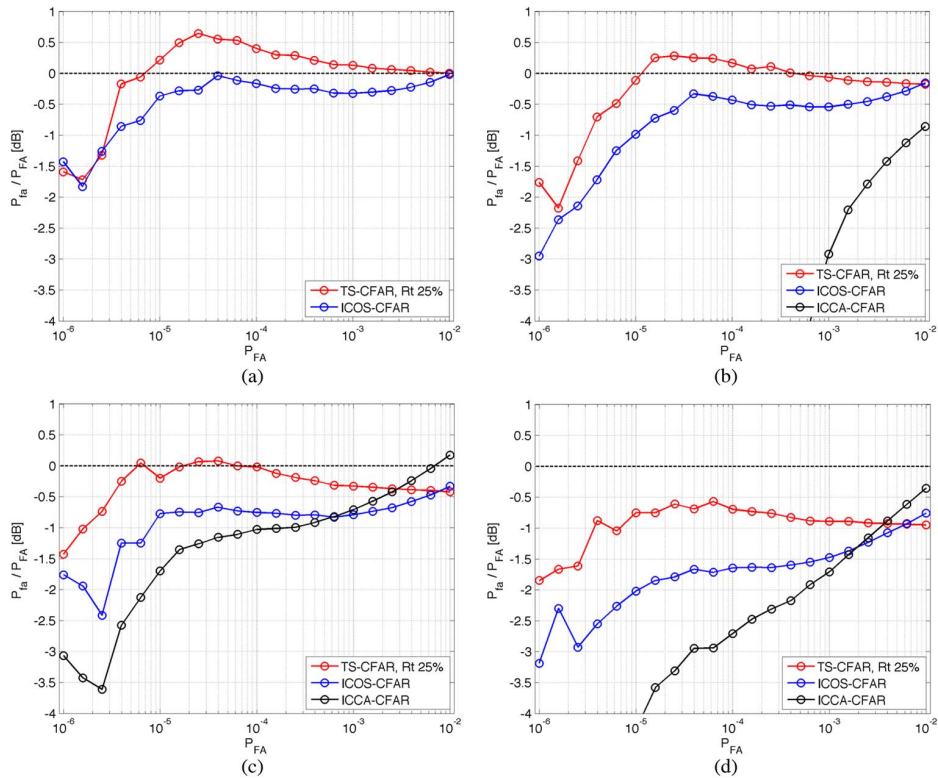 1
0.5
0
-0.5
-1
-1.5
-2
-2.5
-3
-3.5
-4
P_fa / P_FA [dB]
TS-CFAR, Rt 25%
ICOS-CFAR
10^-6
10^-5
10^-4
10^-3
10^-2
P_FA
(a)
1
0.5
0
-0.5
-1
-1.5
-2
-2.5
-3
-3.5
-4
P_fa / P_FA [dB]
TS-CFAR, Rt 25%
ICOS-CFAR
ICCA-CFAR
10^-6
10^-5
10^-4
10^-3
10^-2
P_FA
(b)
1
0.5
0
-0.5
-1
-1.5
-2
-2.5
-3
-3.5
-4
P_fa / P_FA [dB]
TS-CFAR, Rt 25%
ICOS-CFAR
ICCA-CFAR
10^-6
10^-5
10^-4
10^-3
10^-2
P_FA
(c)
1
0.5
0
-0.5
-1
-1.5
-2
-2.5
-3
-3.5
-4
P_fa / P_FA [dB]
TS-CFAR, Rt 25%
ICOS-CFAR
ICCA-CFAR
10^-6
10^-5
10^-4
10^-3
10^-2
P_FA
(d)